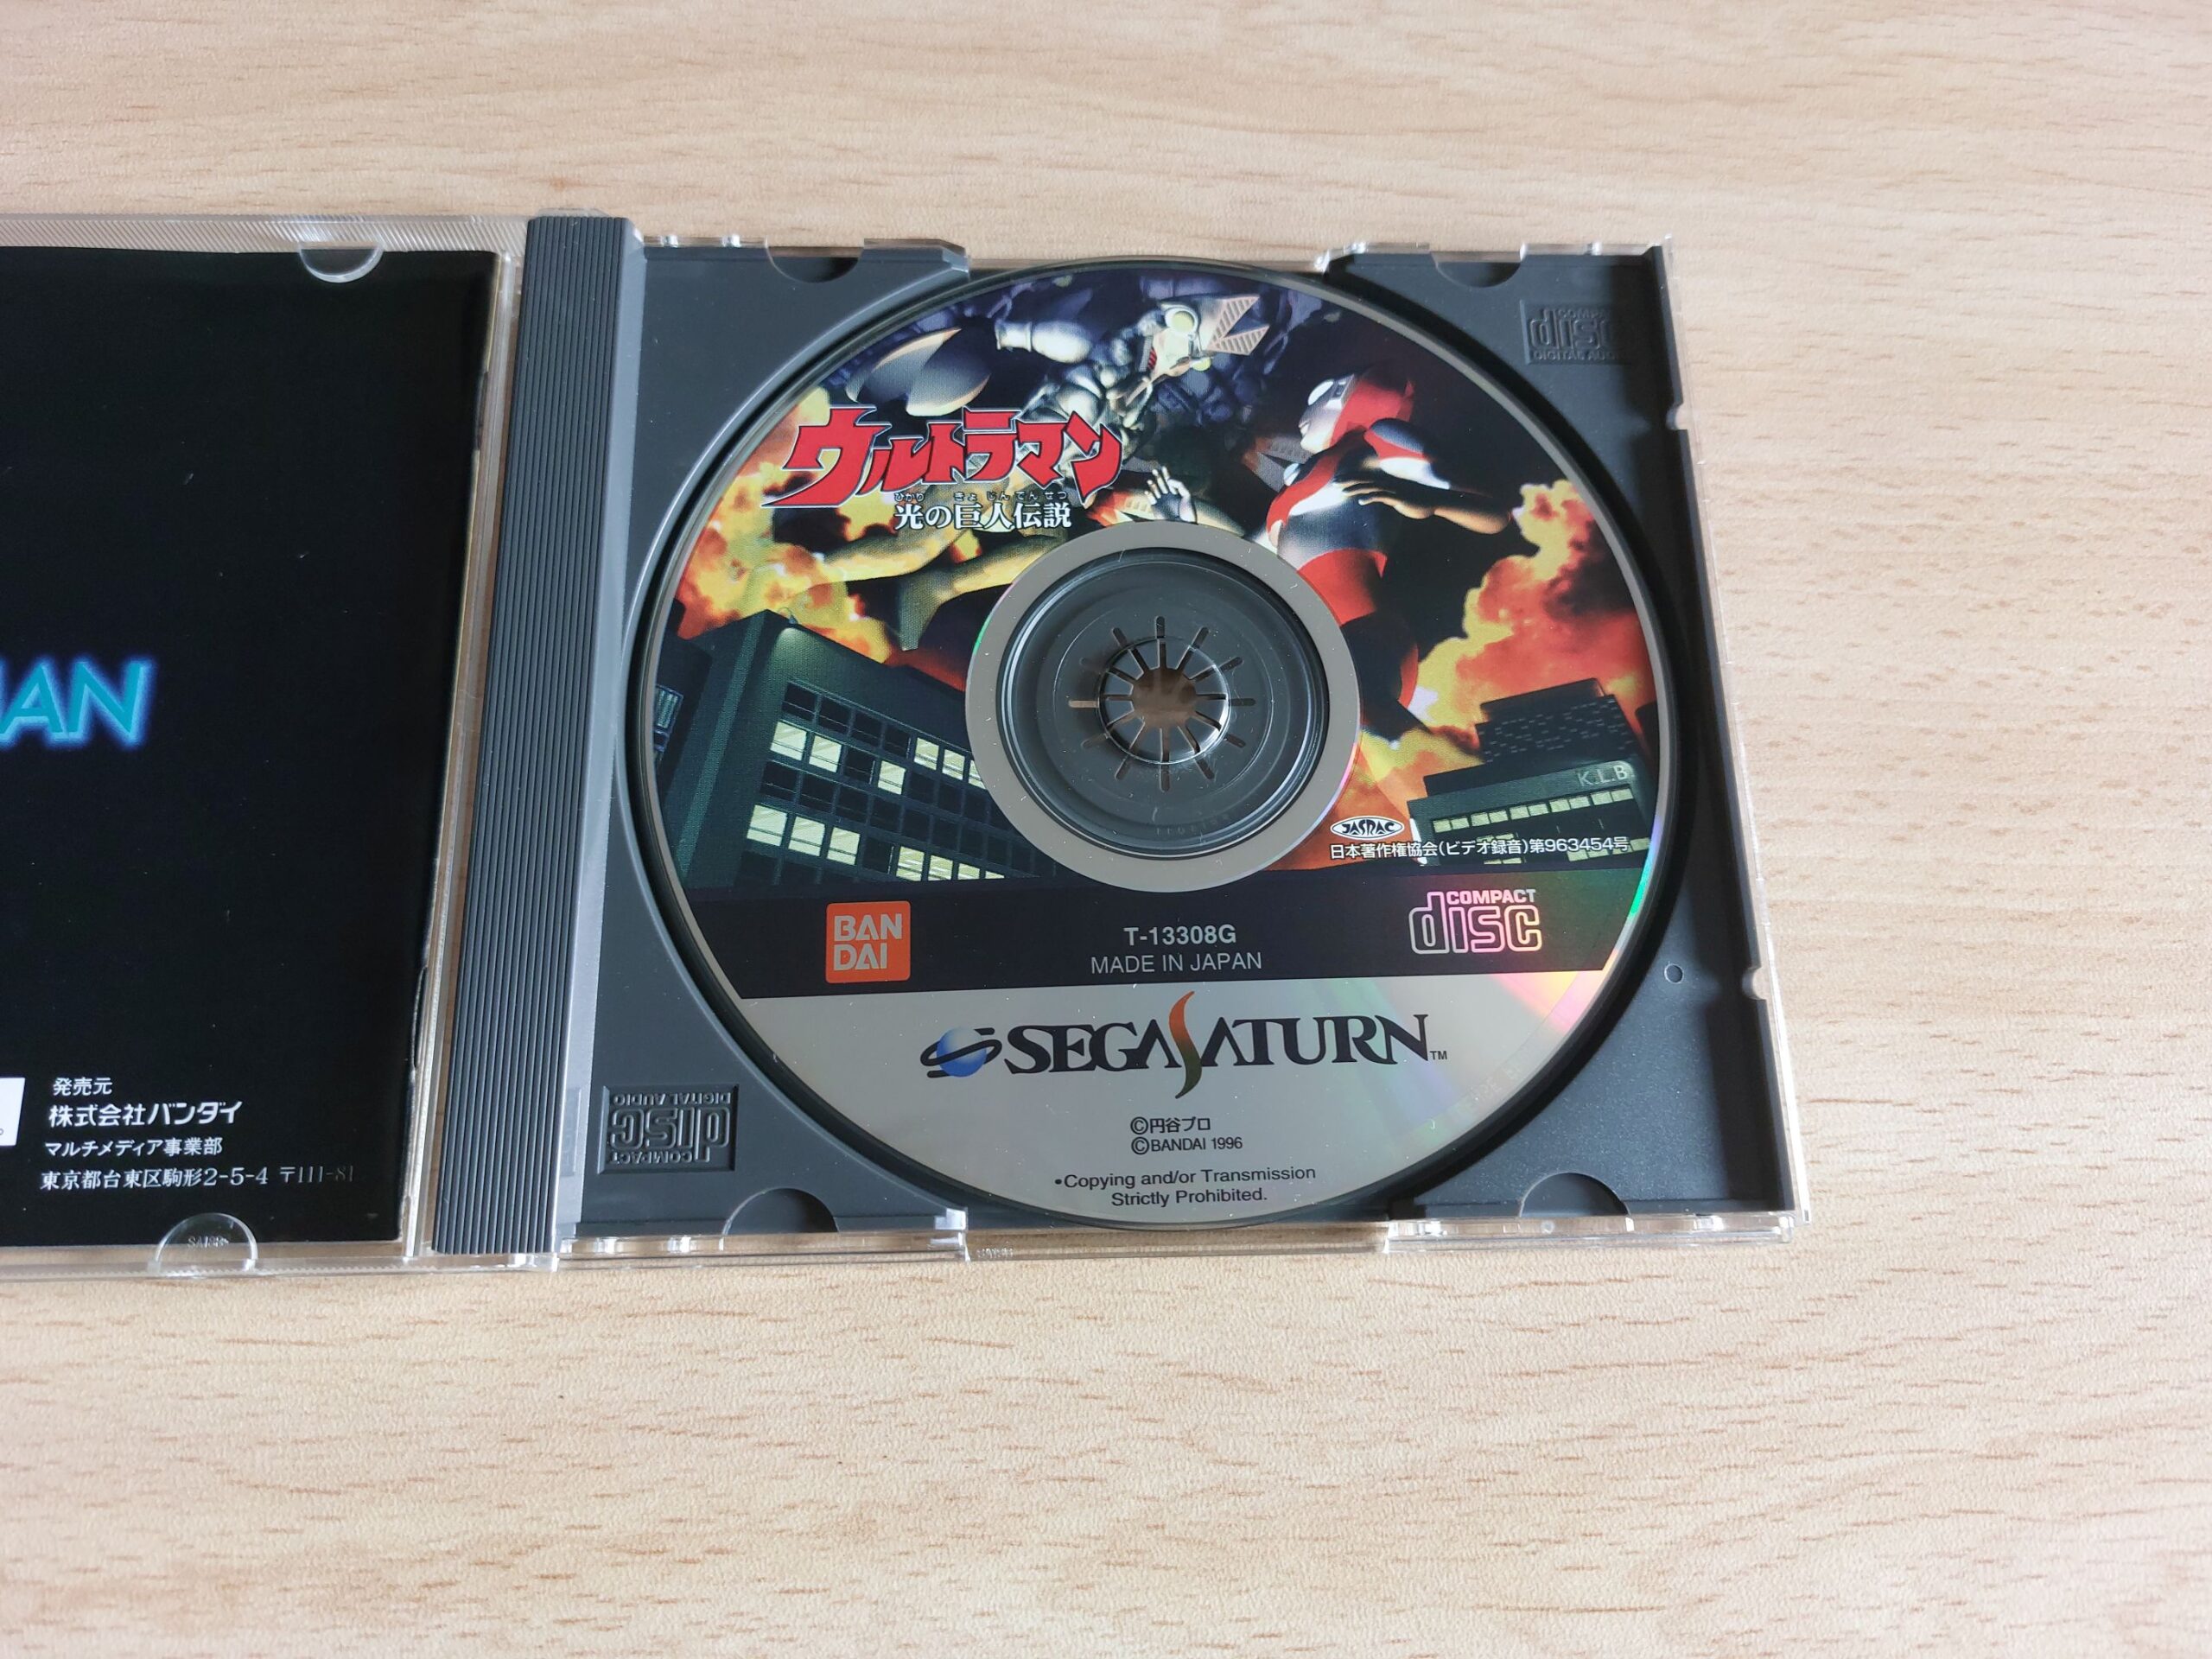 ウルトラマン
ひかり きょじんでんせつ
光の巨人伝説
K.L.B
JASRAC
日本著作権協会(ビデオ録音)第963454号
BAN
DAI
T-13308G
MADE IN JAPAN
COMPACT
disc
SEGA SATURN™
©円谷プロ
©BANDAI 1996
•Copying and/or Transmission
Strictly Prohibited.
MAN
発売元
株式会社バンダイ
マルチメディア事業部
東京都台東区駒形2-5-4 〒111-81
COMPACT
disc
DIGITAL AUDIO
COMPACT
disc
DIGITAL AUDIO